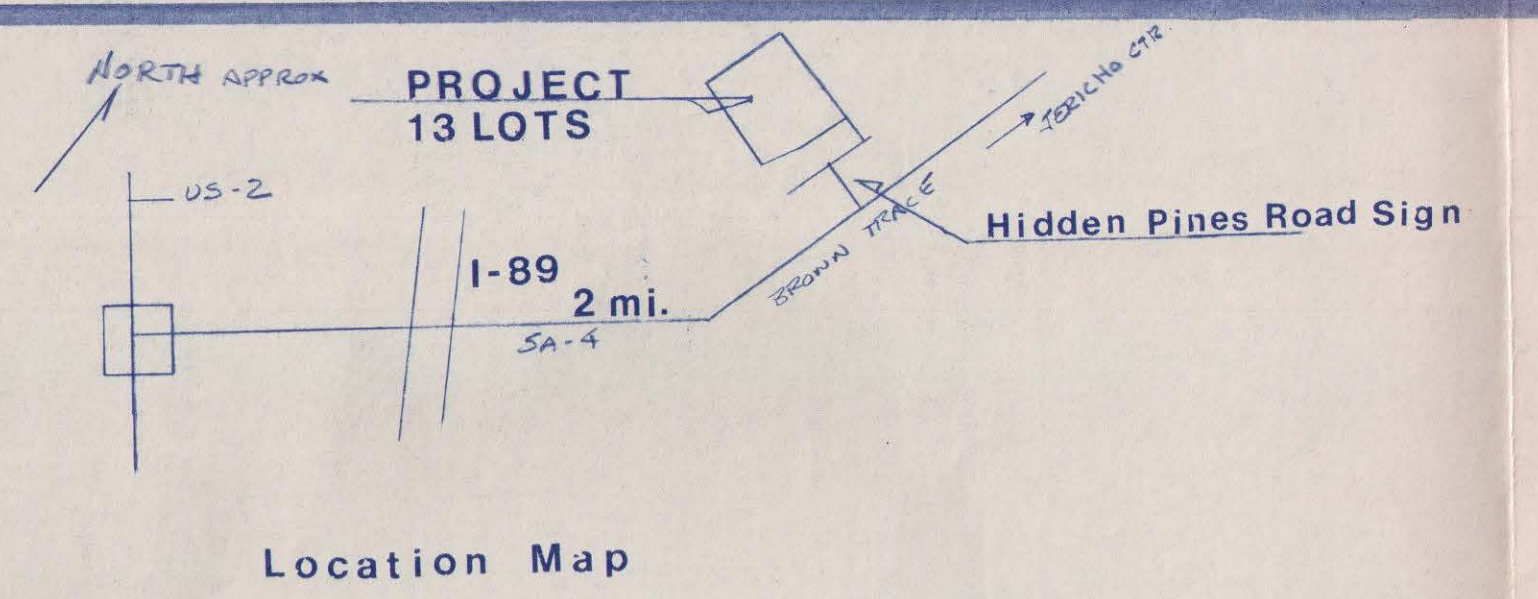 NORTH APPROX
PROJECT
13 LOTS
JERICHO CTR.
US-2
Hidden Pines Road Sign
BROWN TRACE
I-89
2 mi.
SA-4
Location Map